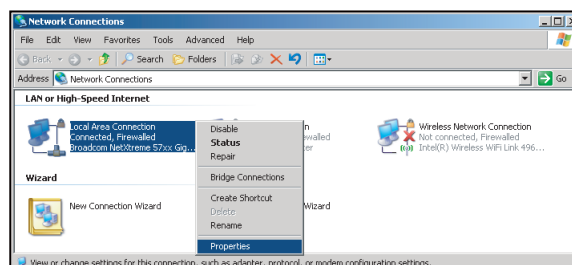 Network Connections
File Edit View Favorites Tools Advanced Help
Back Search Folders
Address Network Connections Go
LAN or High-Speed Internet
Local Area Connection
Connected, Firewalled
Broadcom NetXtreme 57xx Gig...
Disable
Status
Repair
Bridge Connections
Create Shortcut
Delete
Rename
Properties
Wireless Network Connection
Not connected, Firewalled
Intel(R) Wireless WiFi Link 496...
Wizard
New Connection Wizard
Wizard
View or change settings for this connection, such as adapter, protocol, or modem configuration settings.